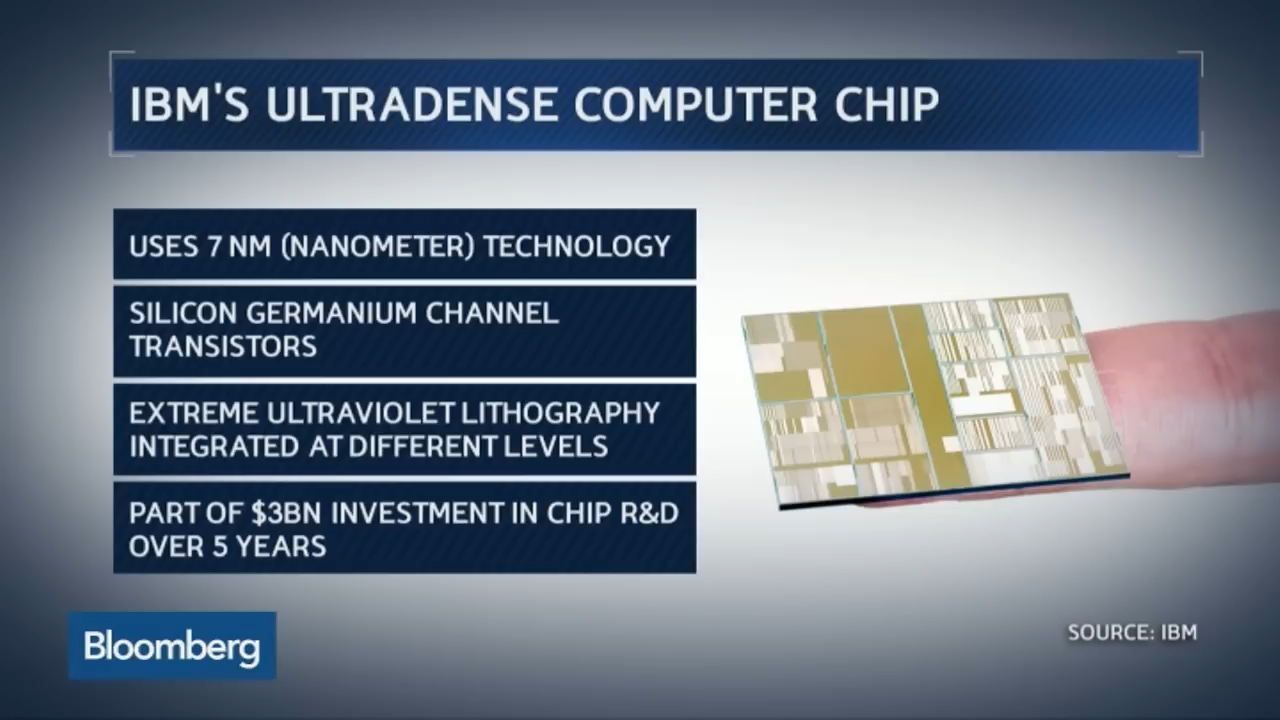 IBM'S ULTRADENSE COMPUTER CHIP
USES 7 NM (NANOMETER) TECHNOLOGY
SILICON GERMANIUM CHANNEL
TRANSISTORS
EXTREME ULTRAVIOLET LITHOGRAPHY
INTEGRATED AT DIFFERENT LEVELS
PART OF $3BN INVESTMENT IN CHIP R&D
OVER 5 YEARS
Bloomberg
SOURCE: IBM